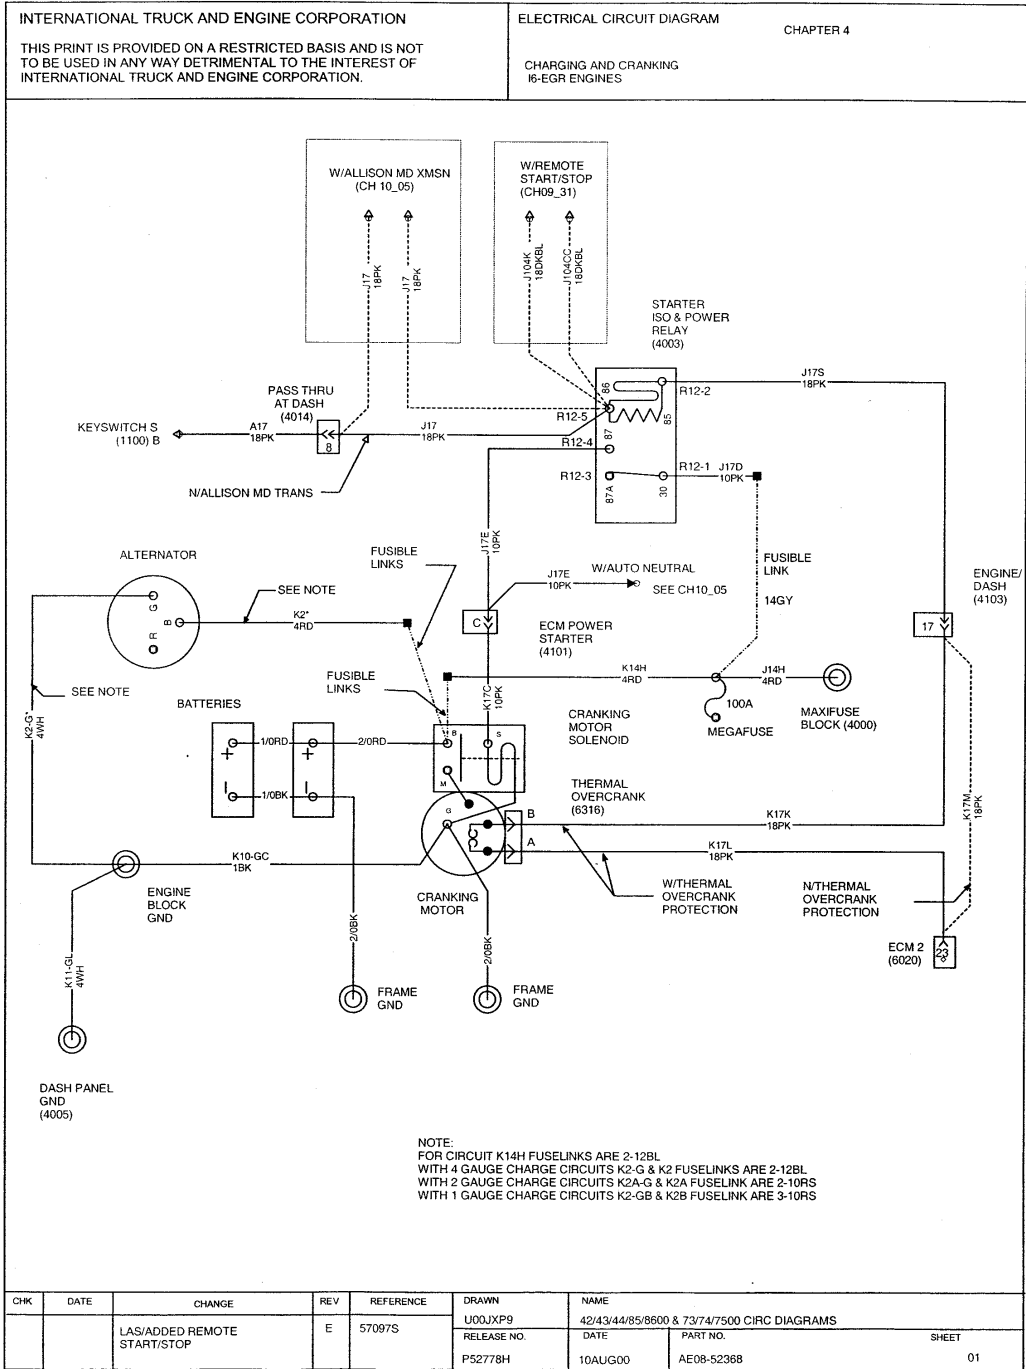 INTERNATIONAL TRUCK AND ENGINE CORPORATION
THIS PRINT IS PROVIDED ON A RESTRICTED BASIS AND IS NOT
TO BE USED IN ANY WAY DETRIMENTAL TO THE INTEREST OF
INTERNATIONAL TRUCK AND ENGINE CORPORATION.
ELECTRICAL CIRCUIT DIAGRAM
CHAPTER 4
CHARGING AND CRANKING
I6-EGR ENGINES
W/ALLISON MD XMSN
(CH 10_05)
W/REMOTE
START/STOP
(CH09_31)
J17
18PK
J17
18PK
J104K
18DKBL
J104CC
18DKBL
STARTER
ISO & POWER
RELAY
(4003)
J17S
18PK
86
R12-2
85
R12-5
87
R12-4
R12-3
87A
30
R12-1
J17D
10PK
PASS THRU
AT DASH
(4014)
8
KEYSWITCH S
(1100) B
A17
18PK
J17
18PK
N/ALLISON MD TRANS
J17E
10PK
ALTERNATOR
G
B
R
FUSIBLE
LINKS
SEE NOTE
K2*
4RD
J17E
10PK
W/AUTO NEUTRAL
SEE CH10_05
FUSIBLE
LINK
14GY
ENGINE/
DASH
(4103)
17
C
ECM POWER
STARTER
(4101)
SEE NOTE
K2-G*
4WH
BATTERIES
FUSIBLE
LINKS
K17C
10PK
K14H
4RD
J14H
4RD
100A
MEGAFUSE
MAXIFUSE
BLOCK (4000)
CRANKING
MOTOR
SOLENOID
1/0RD
2/0RD
1/0BK
B
S
M
G
THERMAL
OVERCRANK
(6316)
B
A
K17K
18PK
K17L
18PK
K17M
18PK
K10-GC
1BK
ENGINE
BLOCK
GND
CRANKING
MOTOR
W/THERMAL
OVERCRANK
PROTECTION
N/THERMAL
OVERCRANK
PROTECTION
2/0BK
2/0BK
ECM 2
(6020)
23
K11-GL
4WH
FRAME
GND
FRAME
GND
DASH PANEL
GND
(4005)
NOTE:
FOR CIRCUIT K14H FUSELINKS ARE 2-12BL
WITH 4 GAUGE CHARGE CIRCUITS K2-G & K2 FUSELINKS ARE 2-12BL
WITH 2 GAUGE CHARGE CIRCUITS K2A-G & K2A FUSELINK ARE 2-10RS
WITH 1 GAUGE CHARGE CIRCUITS K2-GB & K2B FUSELINK ARE 3-10RS
CHK DATE CHANGE REV REFERENCE
LAS/ADDED REMOTE
START/STOP
E 57097S
DRAWN
U00JXP9
NAME
42/43/44/85/8600 & 73/74/7500 CIRC DIAGRAMS
RELEASE NO.
P52778H
DATE
10AUG00
PART NO.
AE08-52368
SHEET
01